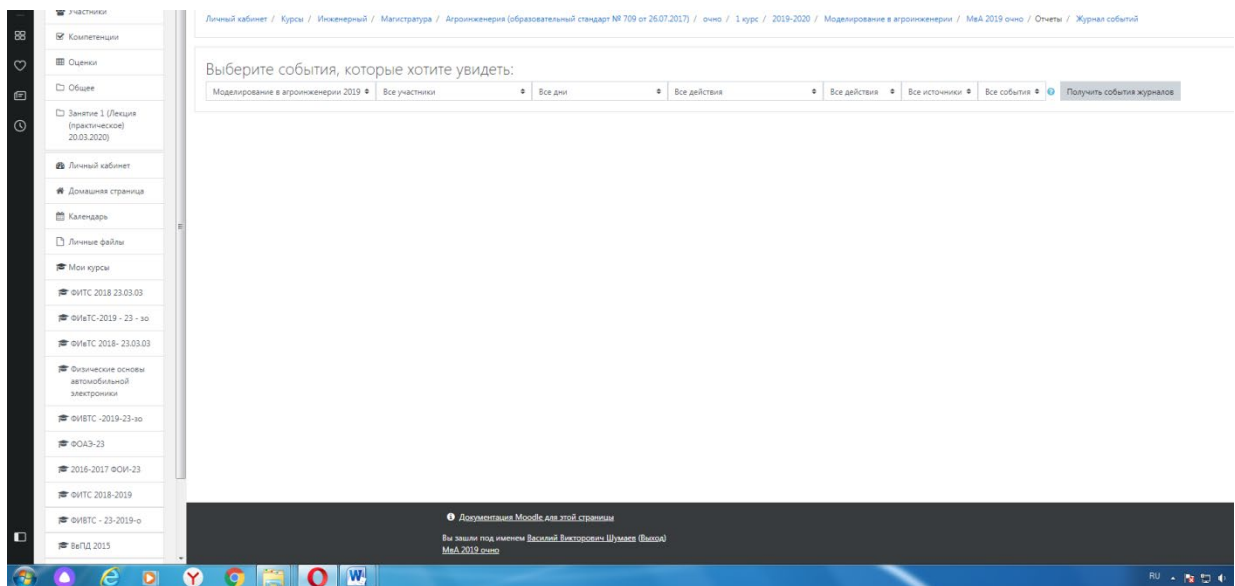 Участники
Личный кабинет / Курсы / Инженерный / Магистратура / Агроинженерия (образовательный стандарт № 709 от 26.07.2017) / очно / 1 курс / 2019-2020 / Моделирование в агроинженерии / МвА 2019 очно / Отчеты / Журнал событий
Компетенции
Оценки
Общее
Занятие 1 (Лекция
(практическое)
20.03.2020)
Личный кабинет
Домашняя страница
Календарь
Личные файлы
Мои курсы
ФИТС 2018 23.03.03
ФИвТС-2019 - 23 - зо
ФИвТС 2018- 23.03.03
Физические основы
автомобильной
электроники
ФИВТС -2019-23-зо
ФОАЭ-23
2016-2017 ФОИ-23
ФИТС 2018-2019
ФИВТС - 23-2019-о
ВвПД 2015
Выберите события, которые хотите увидеть:
Моделирование в агроинженерии 2019 Все участники Все дни Все действия Все действия Все источники Все события Получить события журналов
Документация Moodle для этой страницы
Вы зашли под именем Василий Викторович Шумаев (Выход)
МвА 2019 очно
RU